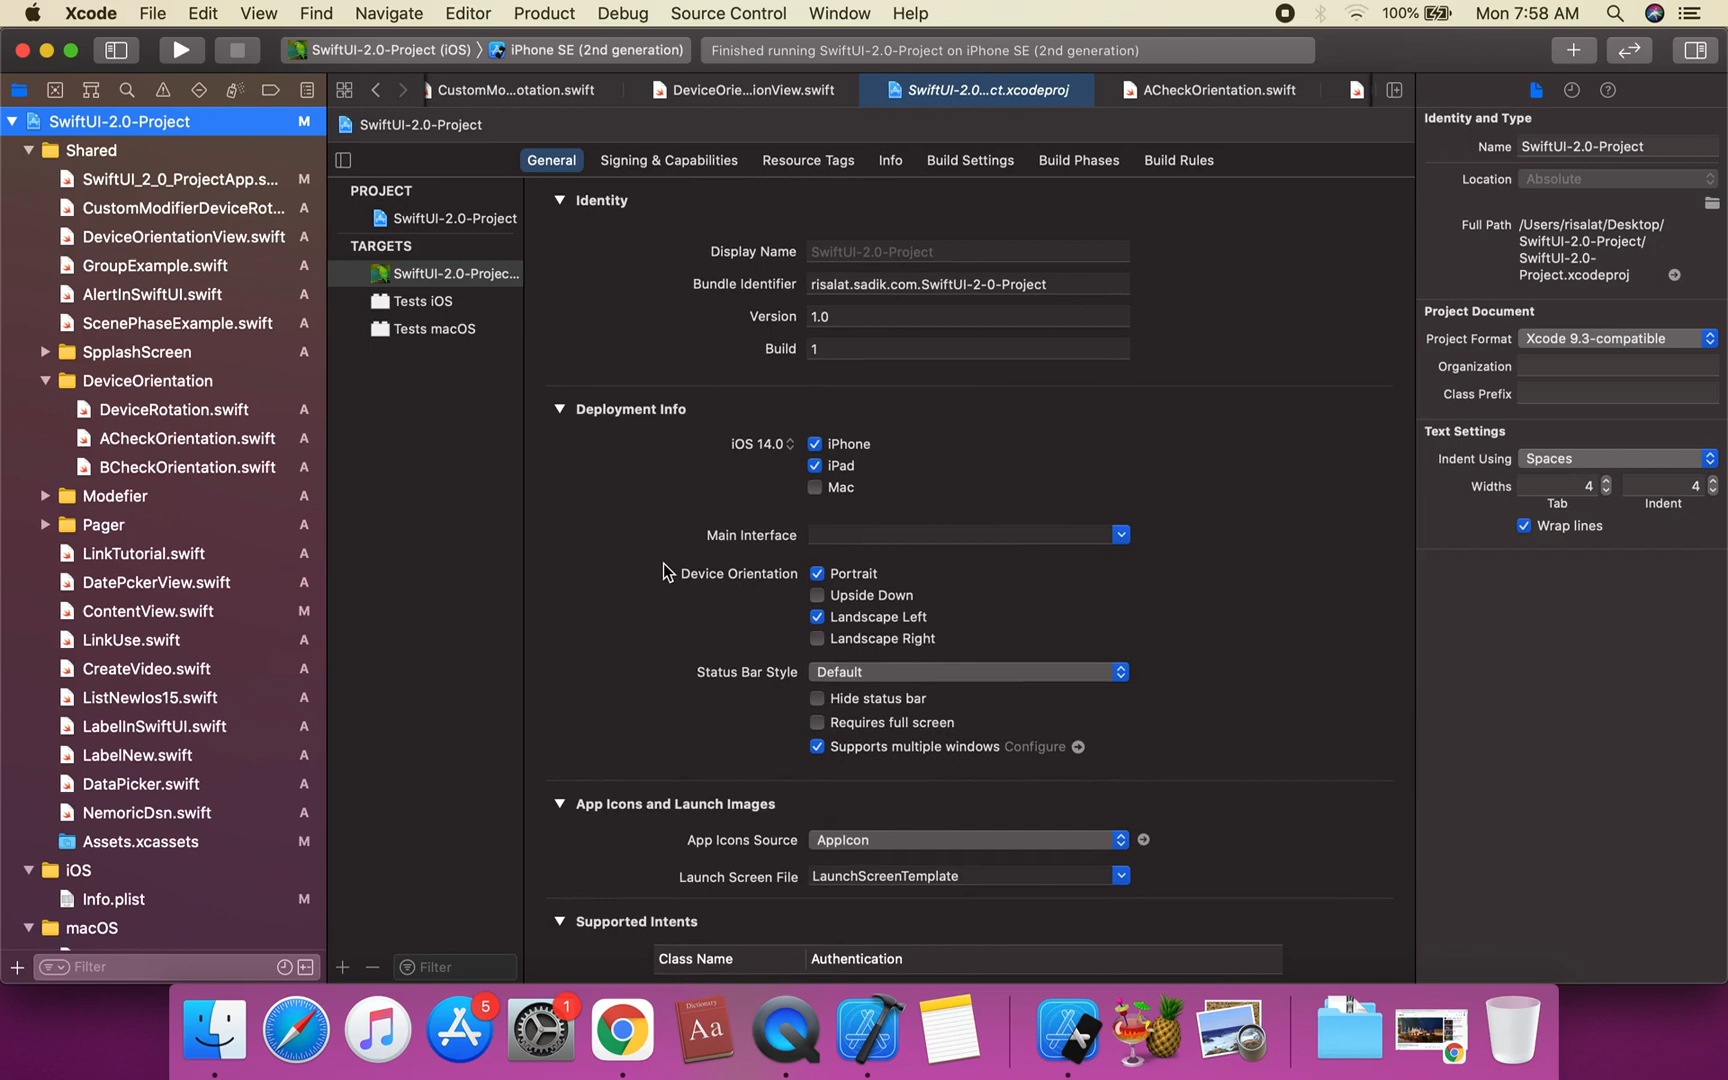 Xcode File Edit View Find Navigate Editor Product Debug Source Control Window Help 100% Mon 7:58 AM
SwiftUI-2.0-Project (iOS) 〉 iPhone SE (2nd generation) Finished running SwiftUI-2.0-Project on iPhone SE (2nd generation)
CustomMo...otation.swift DeviceOrie...ionView.swift SwiftUI-2.0...ct.xcodeproj ACheckOrientation.swift
SwiftUI-2.0-Project M
Shared
SwiftUI_2_0_ProjectApp.s... M
CustomModifierDeviceRot... A
DeviceOrientationView.swift A
GroupExample.swift A
AlertInSwiftUI.swift A
ScenePhaseExample.swift A
SpplashScreen A
DeviceOrientation
DeviceRotation.swift A
ACheckOrientation.swift A
BCheckOrientation.swift A
Modefier A
Pager A
LinkTutorial.swift A
DatePckerView.swift A
ContentView.swift M
LinkUse.swift A
CreateVideo.swift A
ListNewIos15.swift A
LabelInSwiftUI.swift A
LabelNew.swift A
DataPicker.swift A
NemoricDsn.swift A
Assets.xcassets M
iOS
Info.plist M
macOS
Filter
SwiftUI-2.0-Project
General Signing & Capabilities Resource Tags Info Build Settings Build Phases Build Rules
PROJECT
SwiftUI-2.0-Project
TARGETS
SwiftUI-2.0-Projec...
Tests iOS
Tests macOS
Filter
Identity
Display Name SwiftUI-2.0-Project
Bundle Identifier risalat.sadik.com.SwiftUI-2-0-Project
Version 1.0
Build 1
Deployment Info
iOS 14.0 iPhone
iPad
Mac
Main Interface
Device Orientation Portrait
Upside Down
Landscape Left
Landscape Right
Status Bar Style Default
Hide status bar
Requires full screen
Supports multiple windows Configure
App Icons and Launch Images
App Icons Source AppIcon
Launch Screen File LaunchScreenTemplate
Supported Intents
Class Name Authentication
Identity and Type
Name SwiftUI-2.0-Project
Location Absolute
Full Path /Users/risalat/Desktop/
SwiftUI-2.0-Project/
SwiftUI-2.0-
Project.xcodeproj
Project Document
Project Format Xcode 9.3-compatible
Organization
Class Prefix
Text Settings
Indent Using Spaces
Widths 4 4
Tab Indent
Wrap lines
5 1
Aa